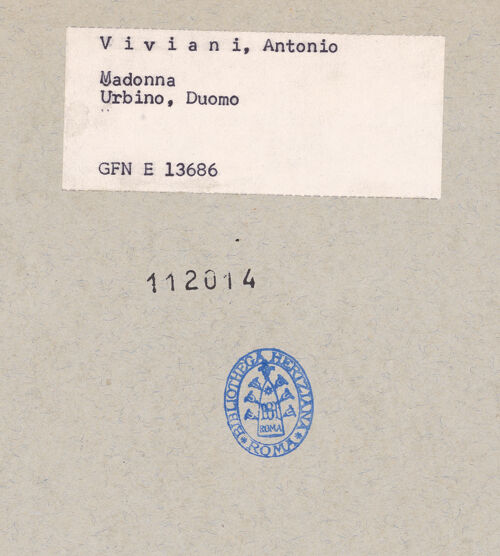 V i v i a n i, Antonio
Madonna
Urbino, Duomo
GFN E 13686
112014
BIBLIOTHECA HERTZIANA
ROMA
ROMA